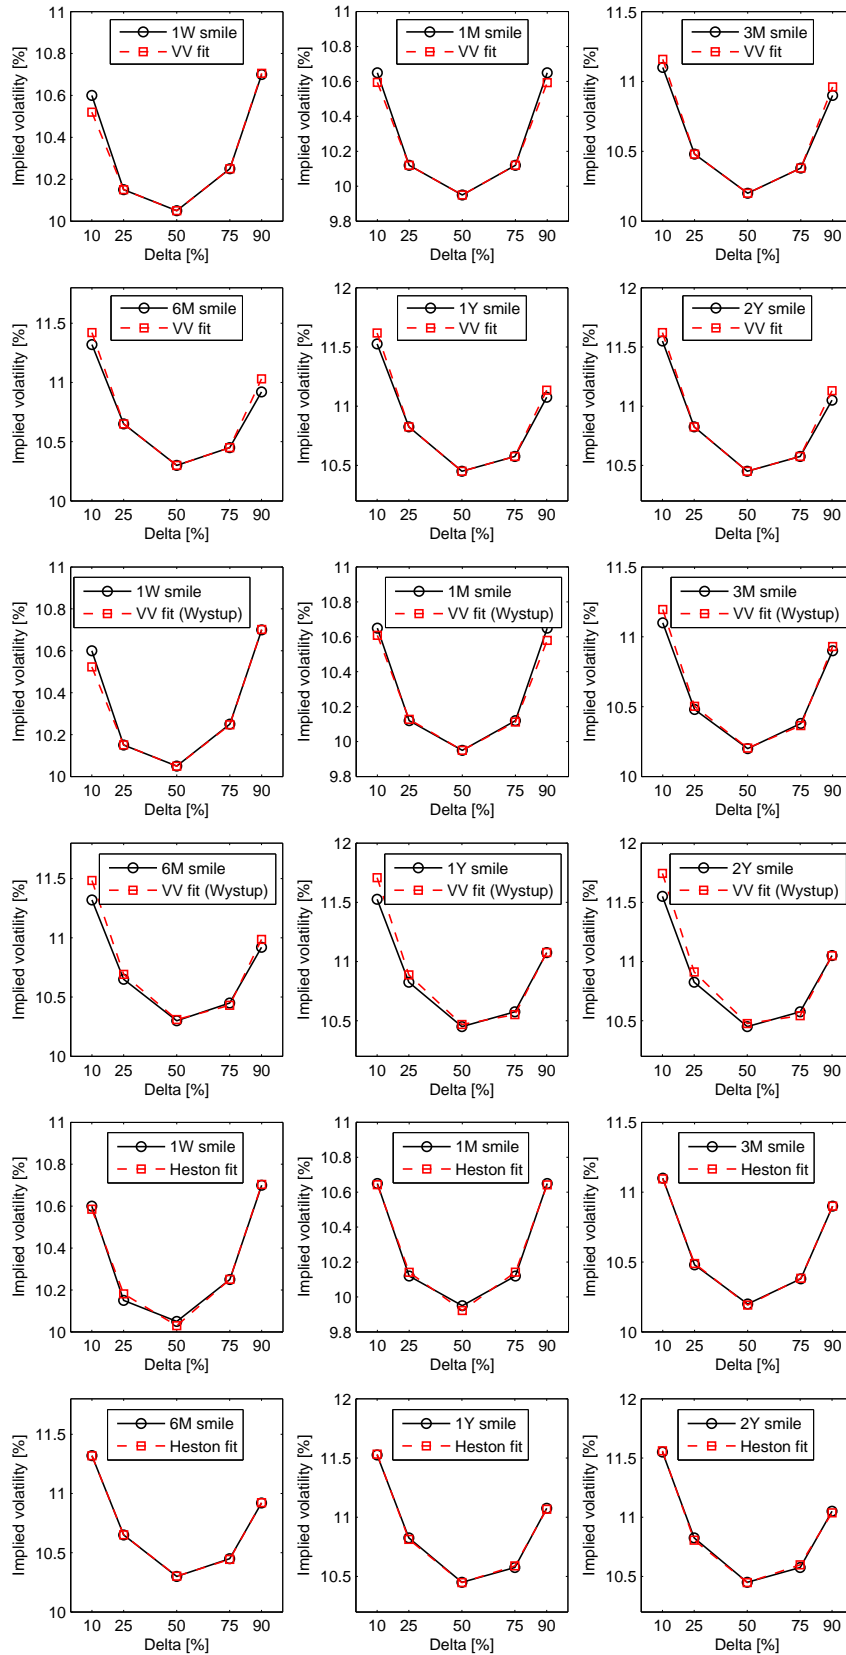 1W smile
VV fit
11
10.8
10.6
10.4
10.2
10
Implied volatility [%]
10 25 50 75 90
Delta [%]
1M smile
VV fit
11
10.8
10.6
10.4
10.2
10
9.8
Implied volatility [%]
10 25 50 75 90
Delta [%]
3M smile
VV fit
11.5
11
10.5
10
Implied volatility [%]
10 25 50 75 90
Delta [%]
6M smile
VV fit
11.5
11
10.5
10
Implied volatility [%]
10 25 50 75 90
Delta [%]
1Y smile
VV fit
12
11.5
11
10.5
Implied volatility [%]
10 25 50 75 90
Delta [%]
2Y smile
VV fit
12
11.5
11
10.5
Implied volatility [%]
10 25 50 75 90
Delta [%]
1W smile
VV fit (Wystup)
11
10.8
10.6
10.4
10.2
10
Implied volatility [%]
10 25 50 75 90
Delta [%]
1M smile
VV fit (Wystup)
11
10.8
10.6
10.4
10.2
10
9.8
Implied volatility [%]
10 25 50 75 90
Delta [%]
3M smile
VV fit (Wystup)
11.5
11
10.5
10
Implied volatility [%]
10 25 50 75 90
Delta [%]
6M smile
VV fit (Wystup)
11.5
11
10.5
10
Implied volatility [%]
10 25 50 75 90
Delta [%]
1Y smile
VV fit (Wystup)
12
11.5
11
10.5
Implied volatility [%]
10 25 50 75 90
Delta [%]
2Y smile
VV fit (Wystup)
12
11.5
11
10.5
Implied volatility [%]
10 25 50 75 90
Delta [%]
1W smile
Heston fit
11
10.8
10.6
10.4
10.2
10
Implied volatility [%]
10 25 50 75 90
Delta [%]
1M smile
Heston fit
11
10.8
10.6
10.4
10.2
10
9.8
Implied volatility [%]
10 25 50 75 90
Delta [%]
3M smile
Heston fit
11.5
11
10.5
10
Implied volatility [%]
10 25 50 75 90
Delta [%]
6M smile
Heston fit
11.5
11
10.5
10
Implied volatility [%]
10 25 50 75 90
Delta [%]
1Y smile
Heston fit
12
11.5
11
10.5
Implied volatility [%]
10 25 50 75 90
Delta [%]
2Y smile
Heston fit
12
11.5
11
10.5
Implied volatility [%]
10 25 50 75 90
Delta [%]